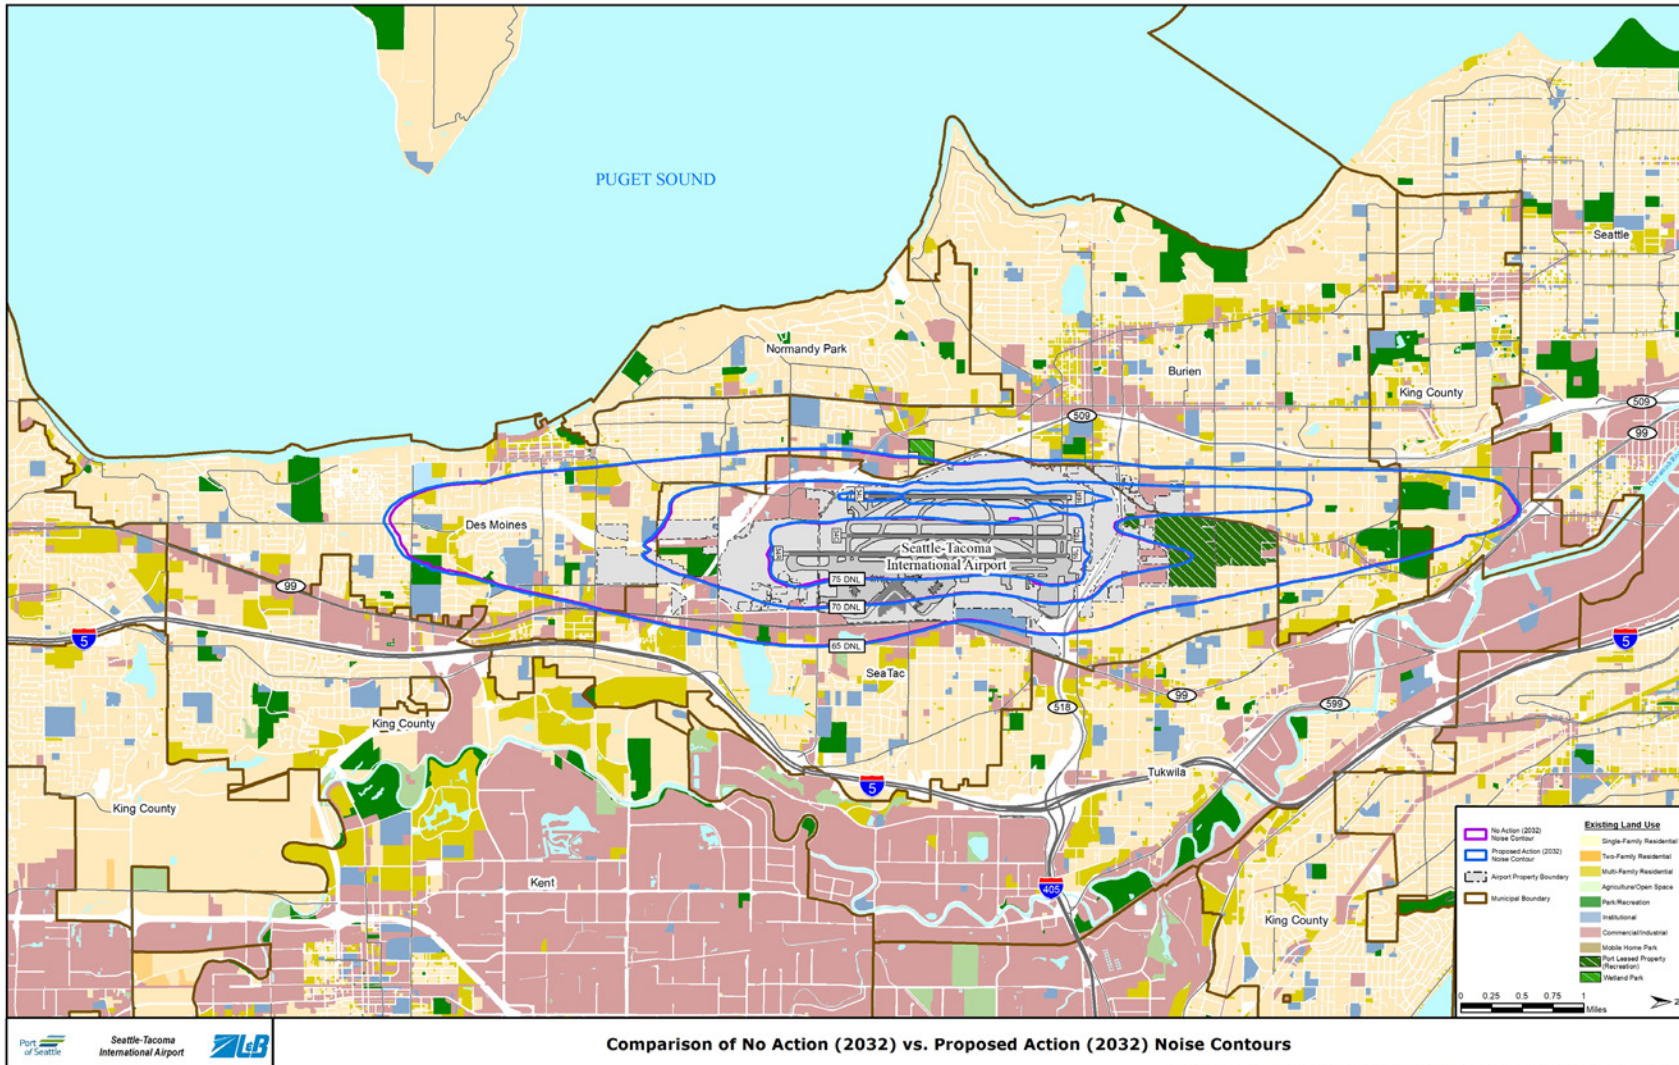 PUGET SOUND
Seattle
Normandy Park
Burien
King County
509
509
99
Des Moines
Seattle-Tacoma
International Airport
75 DNL
70 DNL
65 DNL
99
5
SeaTac
5
99
518
599
King County
Tukwila
5
King County
Kent
405
King County
No Action (2032)
Noise Contour
Proposed Action (2032)
Noise Contour
Airport Property Boundary
Municipal Boundary
Existing Land Use
Single-Family Residential
Two-Family Residential
Multi-Family Residential
Agriculture/Open Space
Park/Recreation
Institutional
Commercial/Industrial
Mobile Home Park
Port Leased Property
(Recreation)
Wetland Park
0 0.25 0.5 0.75 1
Miles
Port
of Seattle
Seattle-Tacoma
International Airport
L&B
Comparison of No Action (2032) vs. Proposed Action (2032) Noise Contours